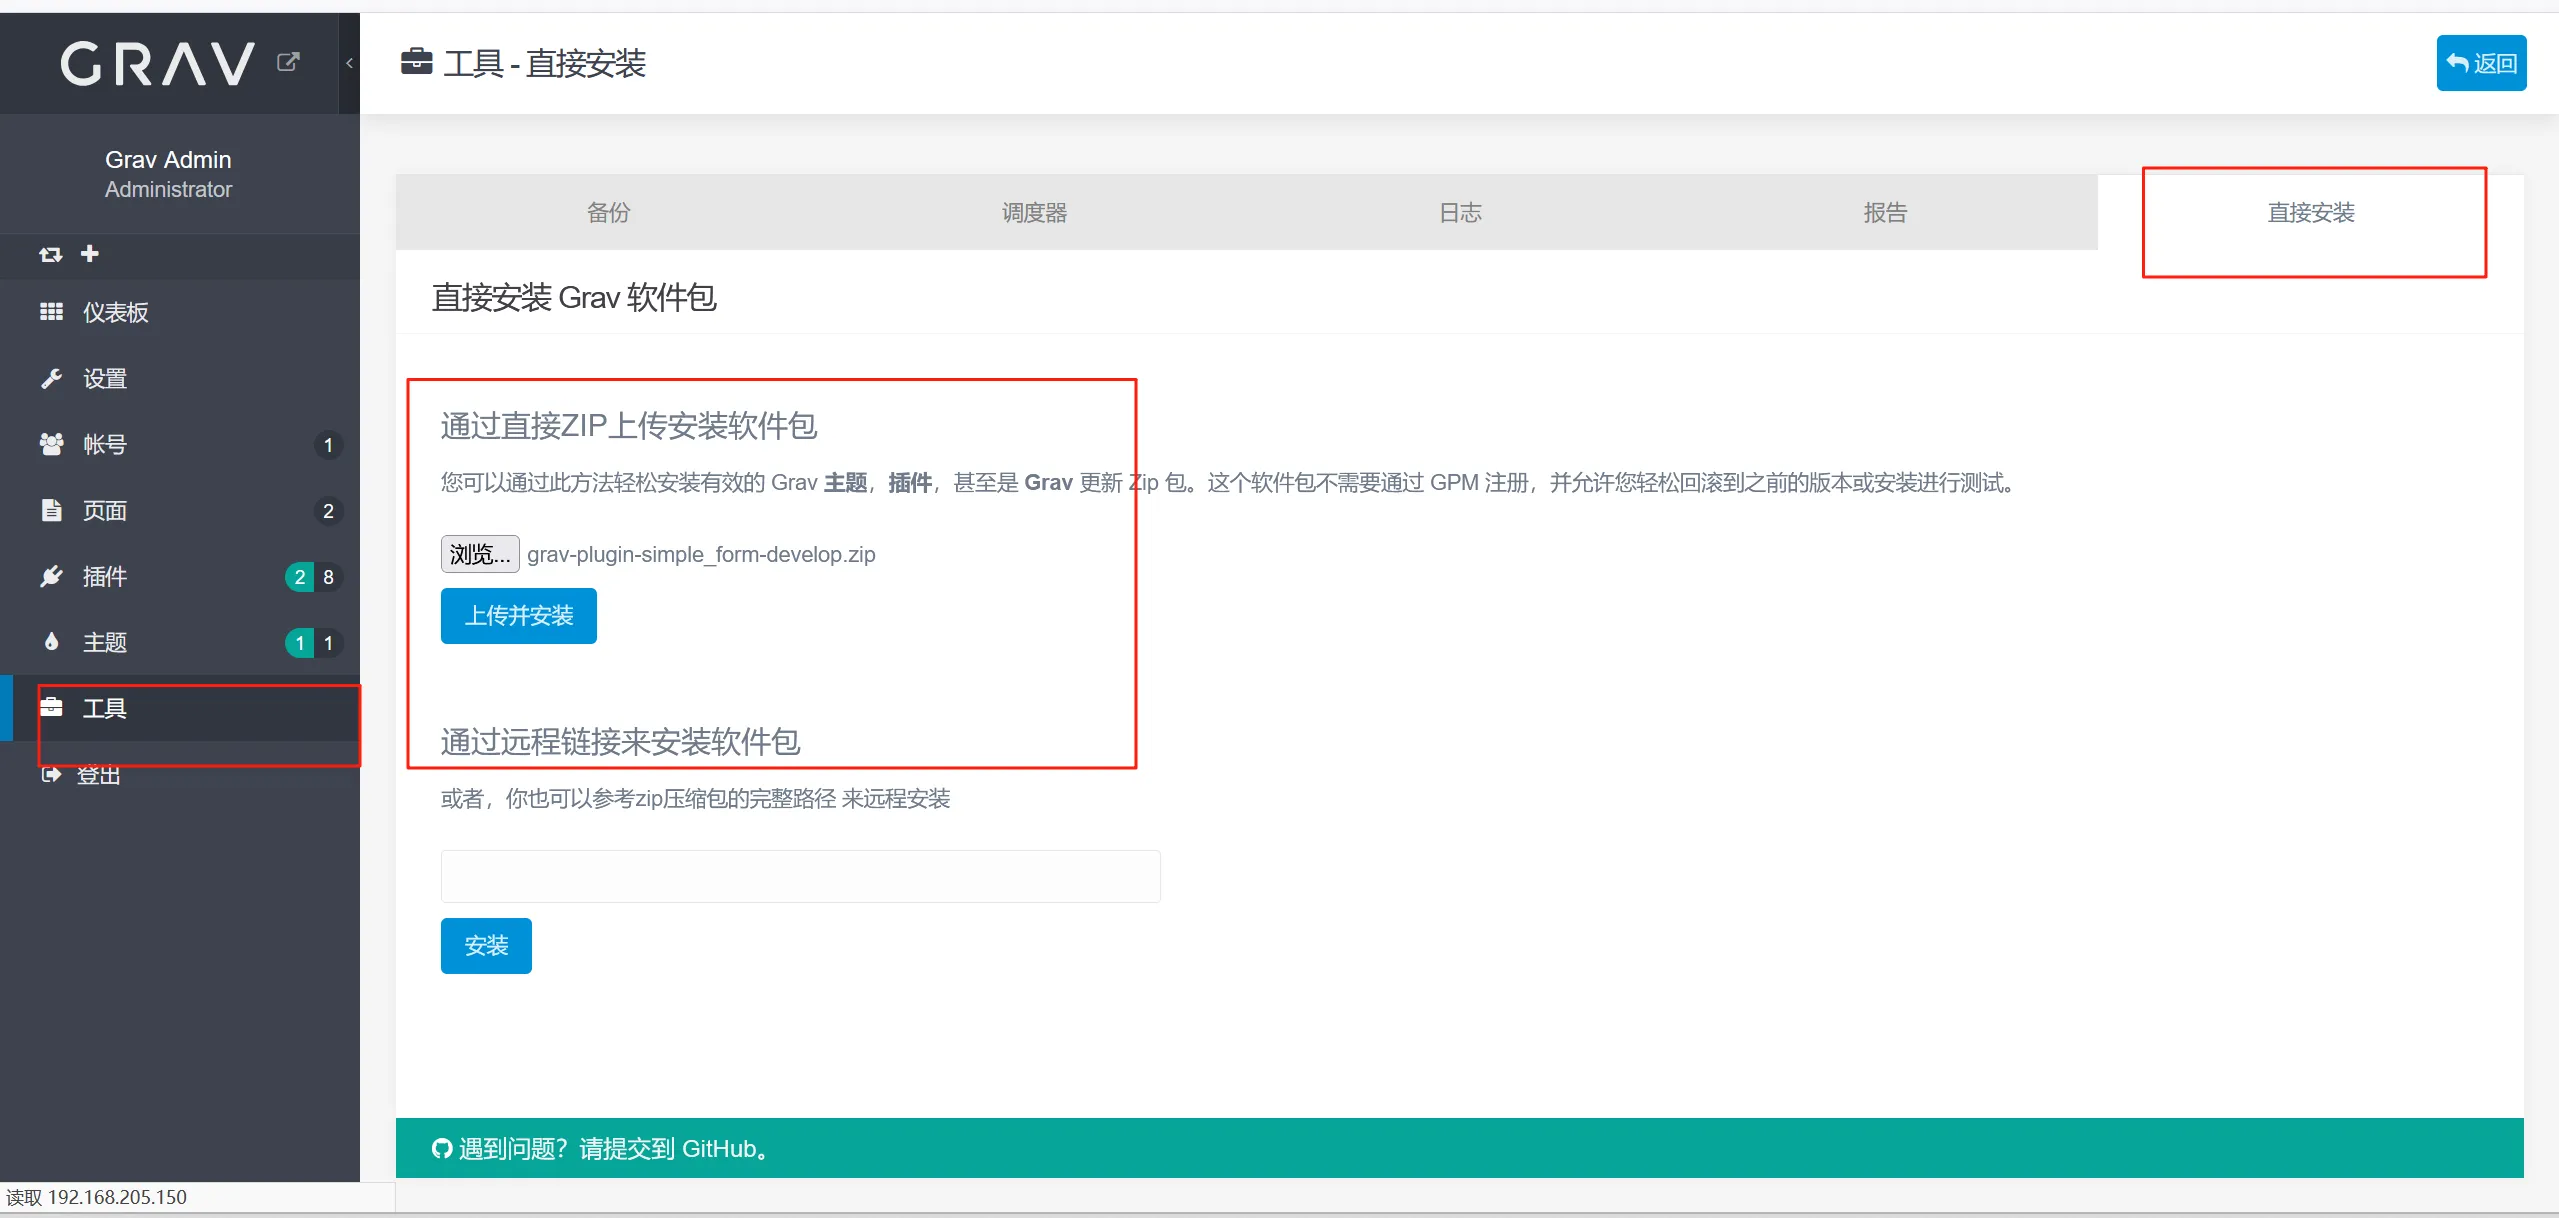 GRAV
工具 - 直接安装
返回
Grav Admin
Administrator
仪表板
设置
帐号 1
页面 2
插件 2 8
主题 1 1
工具
登出
备份 调度器 日志 报告 直接安装
直接安装 Grav 软件包
通过直接ZIP上传安装软件包
您可以通过此方法轻松安装有效的 Grav 主题，插件，甚至是 Grav 更新 Zip 包。这个软件包不需要通过 GPM 注册，并允许您轻松回滚到之前的版本或安装进行测试。
浏览... grav-plugin-simple_form-develop.zip
上传并安装
通过远程链接来安装软件包
或者，你也可以参考zip压缩包的完整路径 来远程安装
安装
遇到问题？请提交到 GitHub。
读取 192.168.205.150